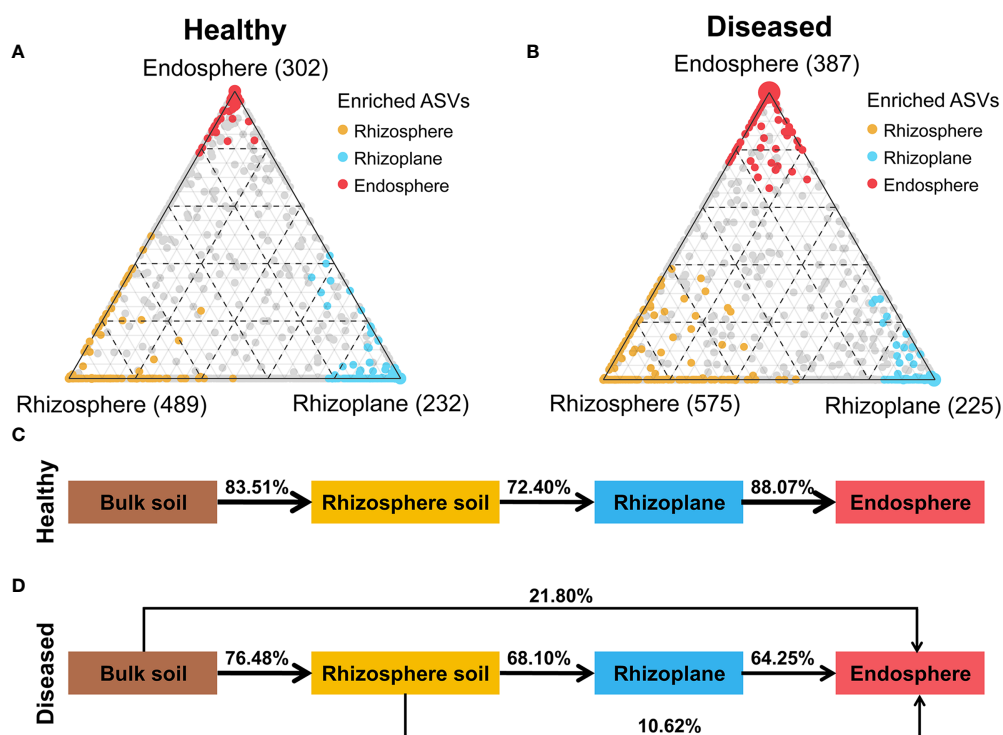 Healthy
Diseased
A
B
Endosphere (302)
Enriched ASVs
Rhizosphere
Rhizoplane
Endosphere
Rhizosphere (489)
Rhizoplane (232)
Endosphere (387)
Enriched ASVs
Rhizosphere
Rhizoplane
Endosphere
Rhizosphere (575)
Rhizoplane (225)
C
Healthy
Bulk soil
83.51%
Rhizosphere soil
72.40%
Rhizoplane
88.07%
Endosphere
D
Diseased
21.80%
Bulk soil
76.48%
Rhizosphere soil
68.10%
Rhizoplane
64.25%
Endosphere
10.62%